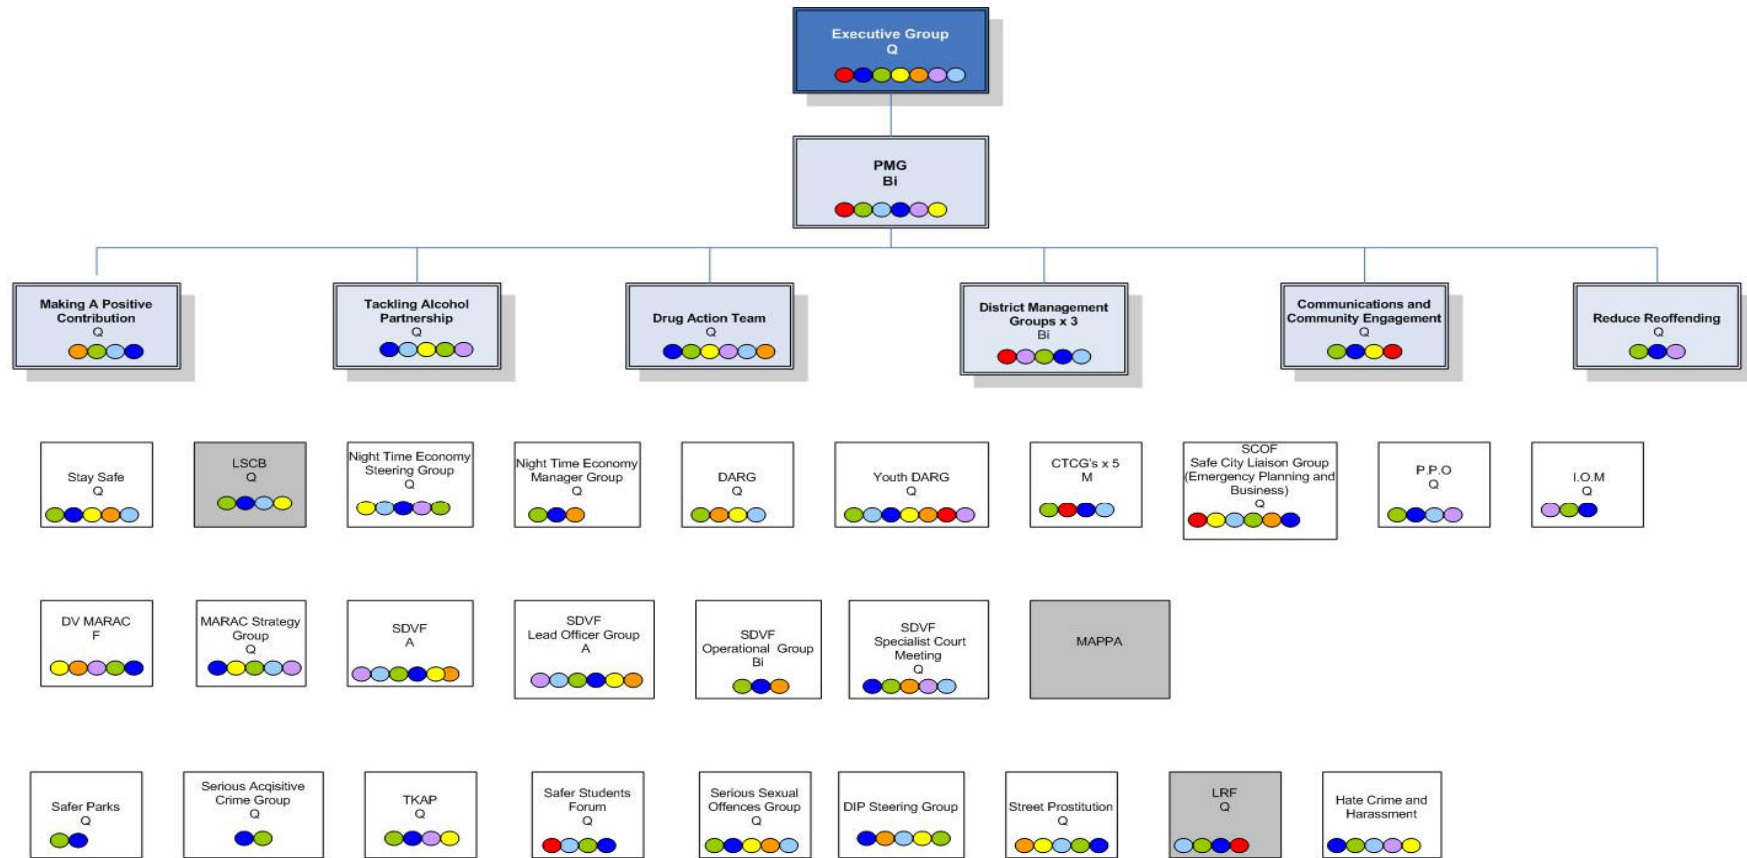 Executive Group
Q
PMG
Bi
Making A Positive
Contribution
Q
Tackling Alcohol
Partnership
Q
Drug Action Team
Q
District Management
Groups x 3
Bi
Communications and
Community Engagement
Q
Reduce Reoffending
Q
Stay Safe
Q
LSCB
Q
Night Time Economy
Steering Group
Q
Night Time Economy
Manager Group
Q
DARG
Q
Youth DARG
Q
CTCG's x 5
M
SCOF
Safe City Liaison Group
(Emergency Planning and
Business)
Q
P.P.O
Q
I.O.M
Q
DV MARAC
F
MARAC Strategy
Group
Q
SDVF
A
SDVF
Lead Officer Group
A
SDVF
Operational Group
Bi
SDVF
Specialist Court
Meeting
Q
MAPPA
Safer Parks
Q
Serious Acqisitive
Crime Group
Q
TKAP
Q
Safer Students
Forum
Q
Serious Sexual
Offences Group
Q
DIP Steering Group
Street Prostitution
Q
LRF
Q
Hate Crime and
Harassment